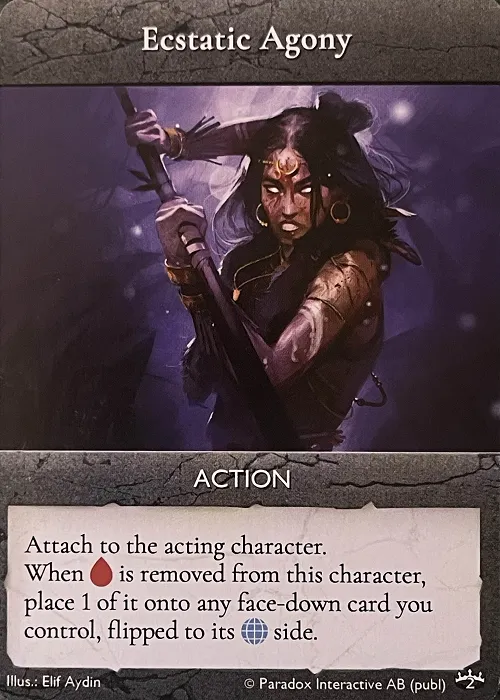 Ecstatic Agony
ACTION
Attach to the acting character.
When is removed from this character,
place 1 of it onto any face-down card you
control, flipped to its side.
Illus.: Elif Aydin
© Paradox Interactive AB (publ) 2